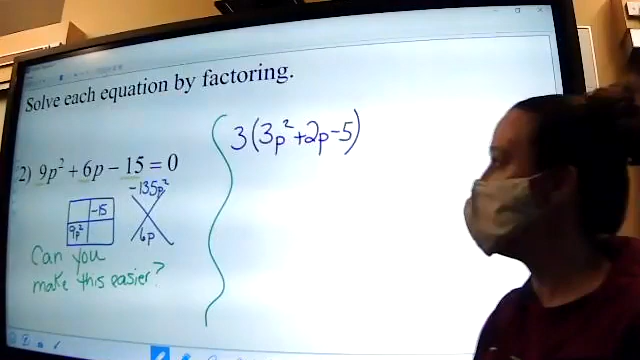 Solve each equation by factoring.
2) 9p² + 6p − 15 = 0
3(3p²+2p-5)
-135p²
-15
9p²
6p
Can you
make this easier?